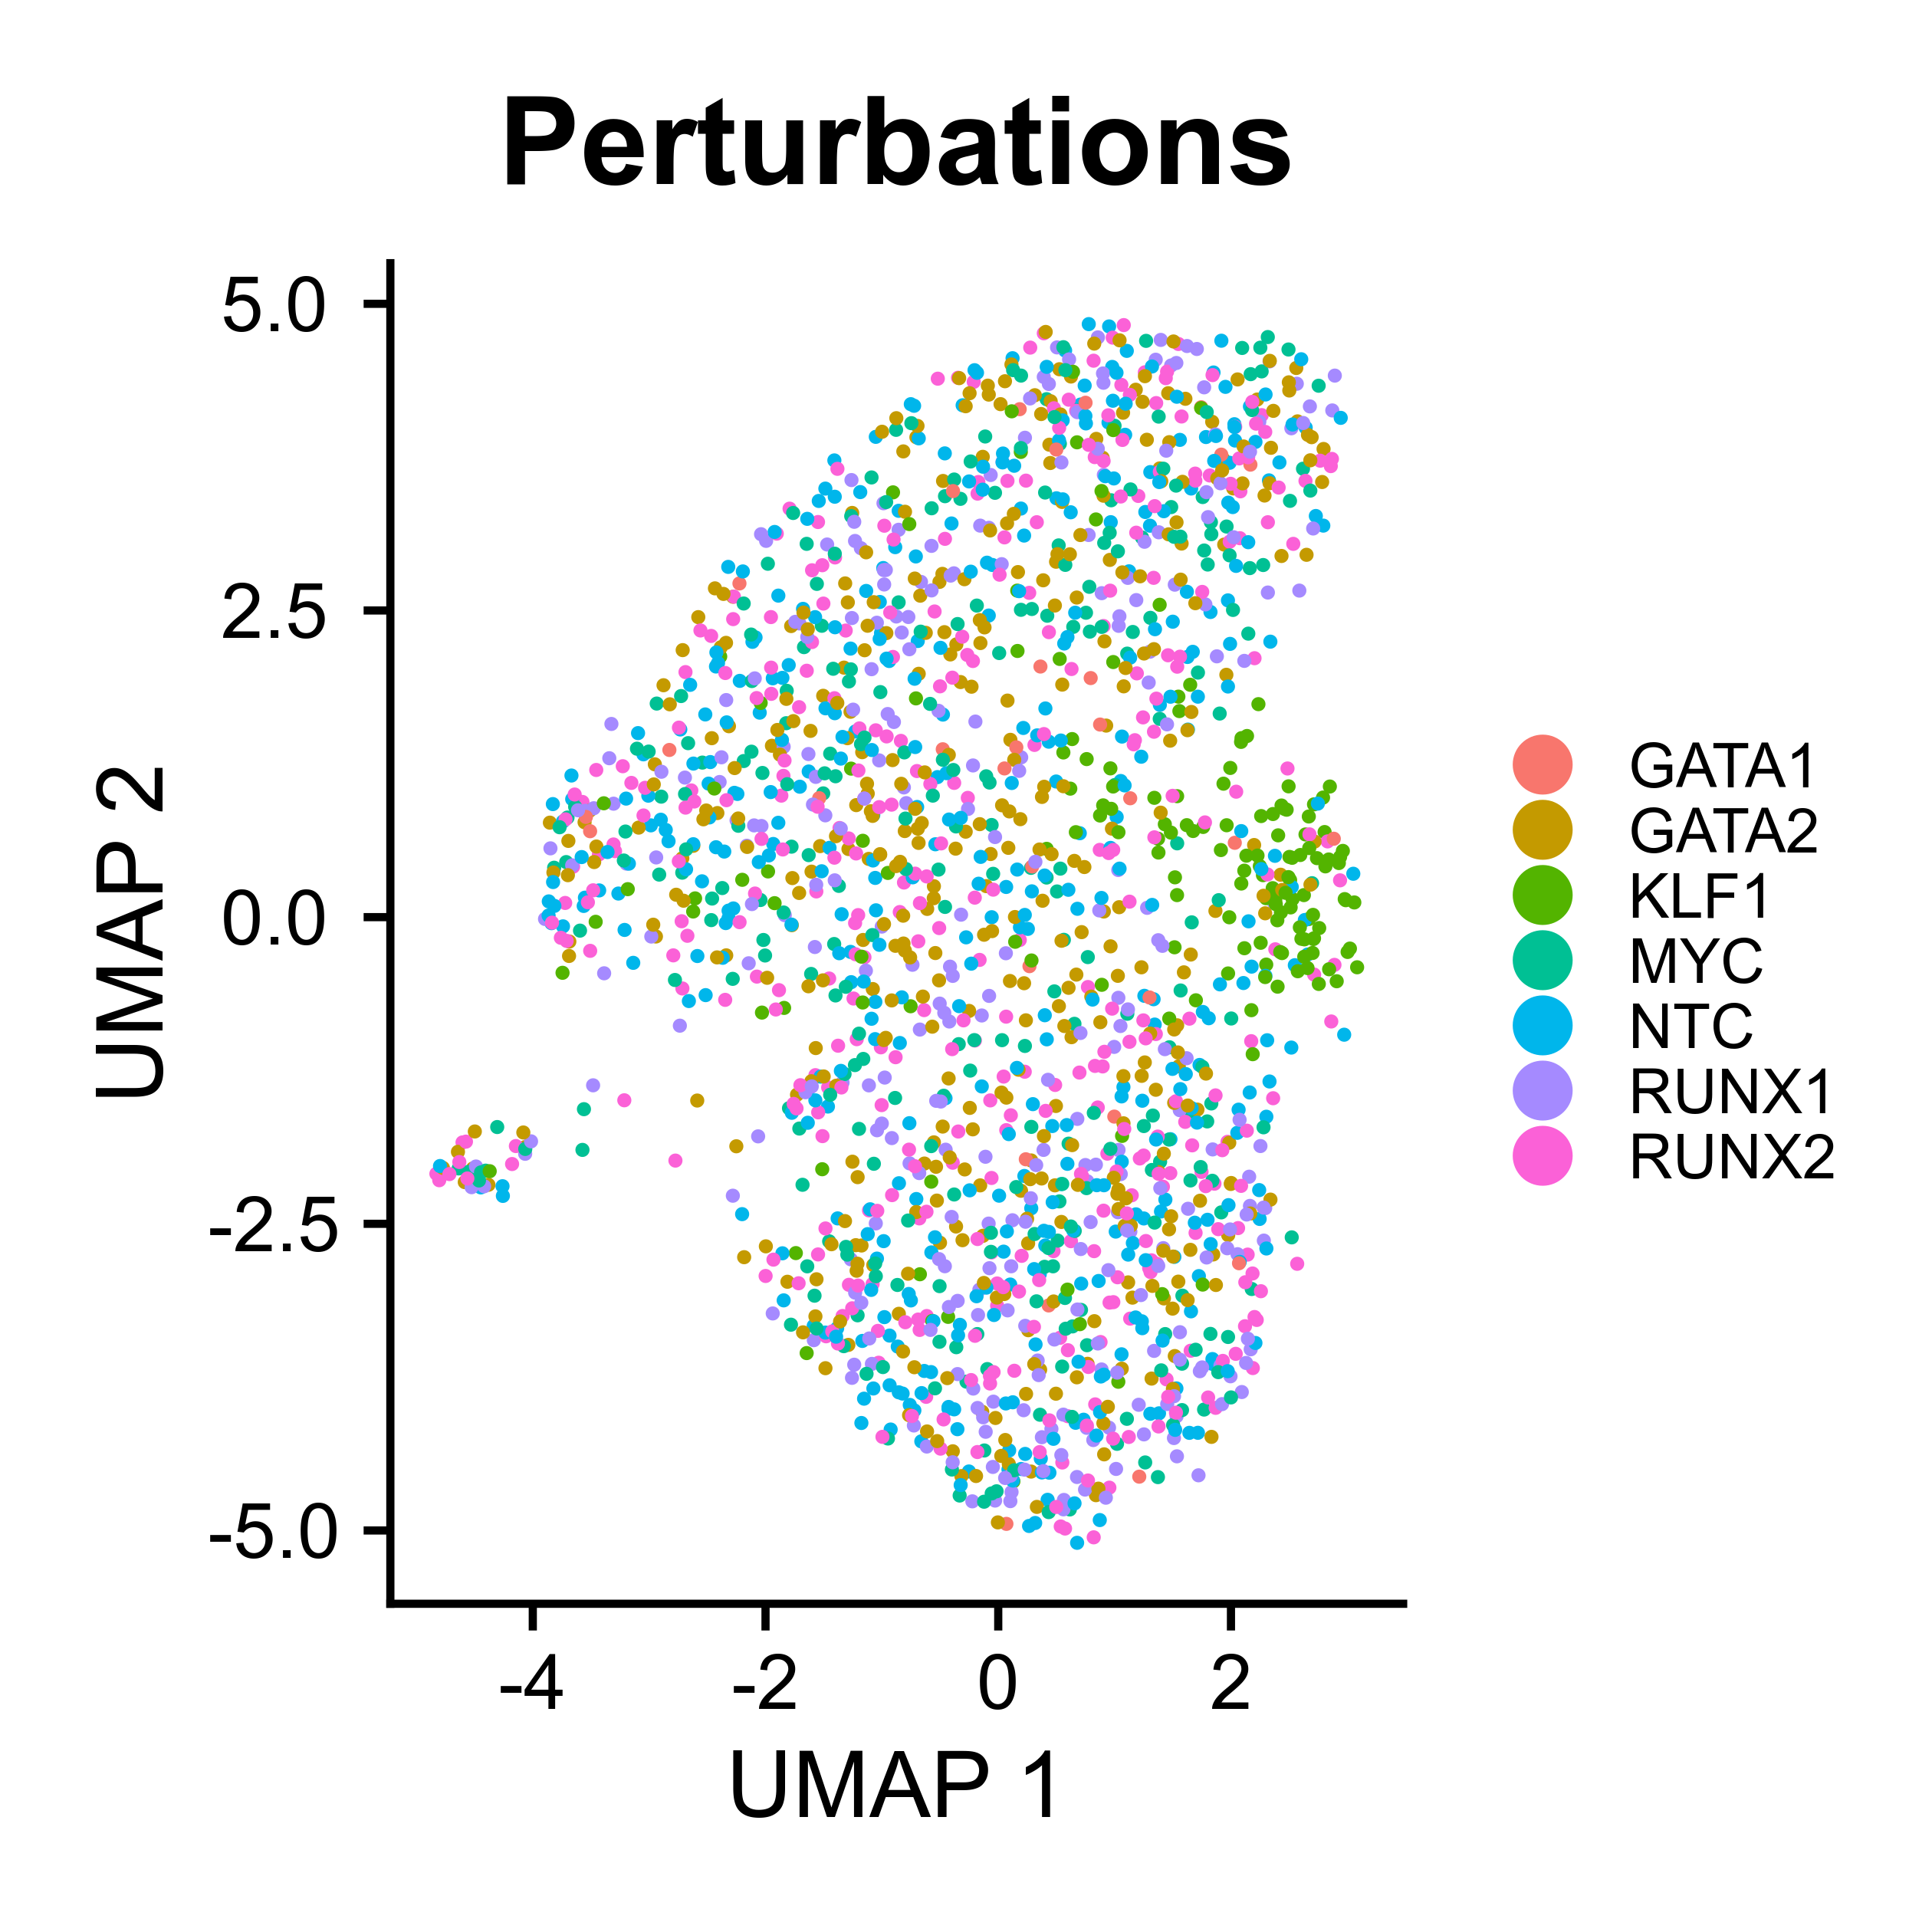 Perturbations
5.0
2.5
0.0
-2.5
-5.0
UMAP 2
-4 -2 0 2
UMAP 1
GATA1
GATA2
KLF1
MYC
NTC
RUNX1
RUNX2